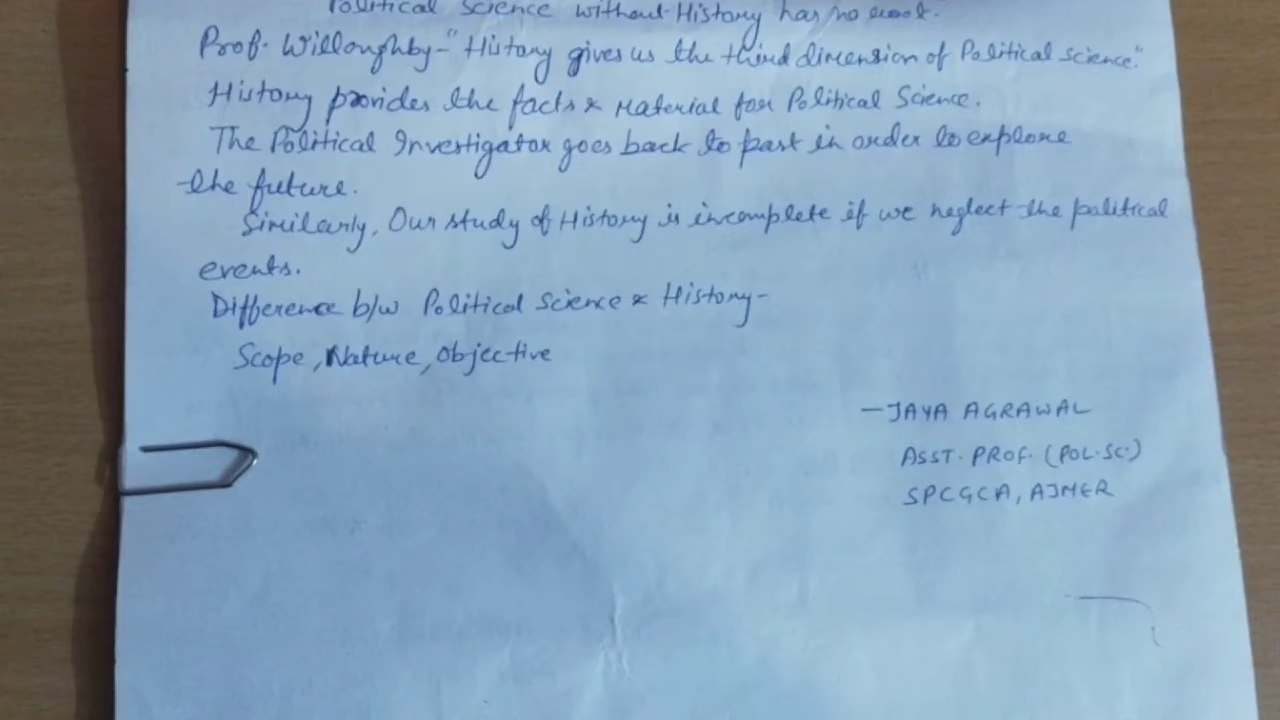 Political Science without History has no root.
Prof. Willoughby-"History gives us the third dimension of Political science."
History provides the facts & Material for Political Science.
The Political Investigator goes back to past in order to explore
the future.
Similarly, Our study of History is incomplete if we neglect the political
events.
Difference b/w Political Science & History-
Scope, Nature, Objective
-JAYA AGRAWAL
ASST. PROF. (POL.SC.)
SPCGCA, AJMER